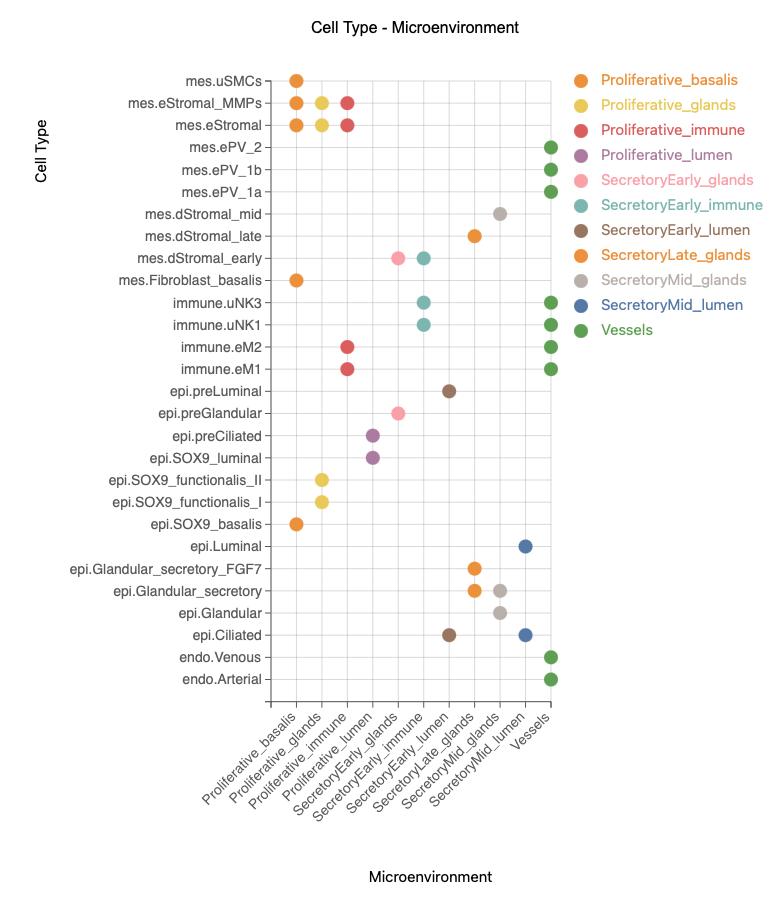 Cell Type - Microenvironment
Cell Type
mes.uSMCs
mes.eStromal_MMPs
mes.eStromal
mes.ePV_2
mes.ePV_1b
mes.ePV_1a
mes.dStromal_mid
mes.dStromal_late
mes.dStromal_early
mes.Fibroblast_basalis
immune.uNK3
immune.uNK1
immune.eM2
immune.eM1
epi.preLuminal
epi.preGlandular
epi.preCiliated
epi.SOX9_luminal
epi.SOX9_functionalis_II
epi.SOX9_functionalis_I
epi.SOX9_basalis
epi.Luminal
epi.Glandular_secretory_FGF7
epi.Glandular_secretory
epi.Glandular
epi.Ciliated
endo.Venous
endo.Arterial
Proliferative_basalis
Proliferative_glands
Proliferative_immune
Proliferative_lumen
SecretoryEarly_glands
SecretoryEarly_immune
SecretoryEarly_lumen
SecretoryLate_glands
SecretoryMid_glands
SecretoryMid_lumen
Vessels
Microenvironment
Proliferative_basalis
Proliferative_glands
Proliferative_immune
Proliferative_lumen
SecretoryEarly_glands
SecretoryEarly_immune
SecretoryEarly_lumen
SecretoryLate_glands
SecretoryMid_glands
SecretoryMid_lumen
Vessels